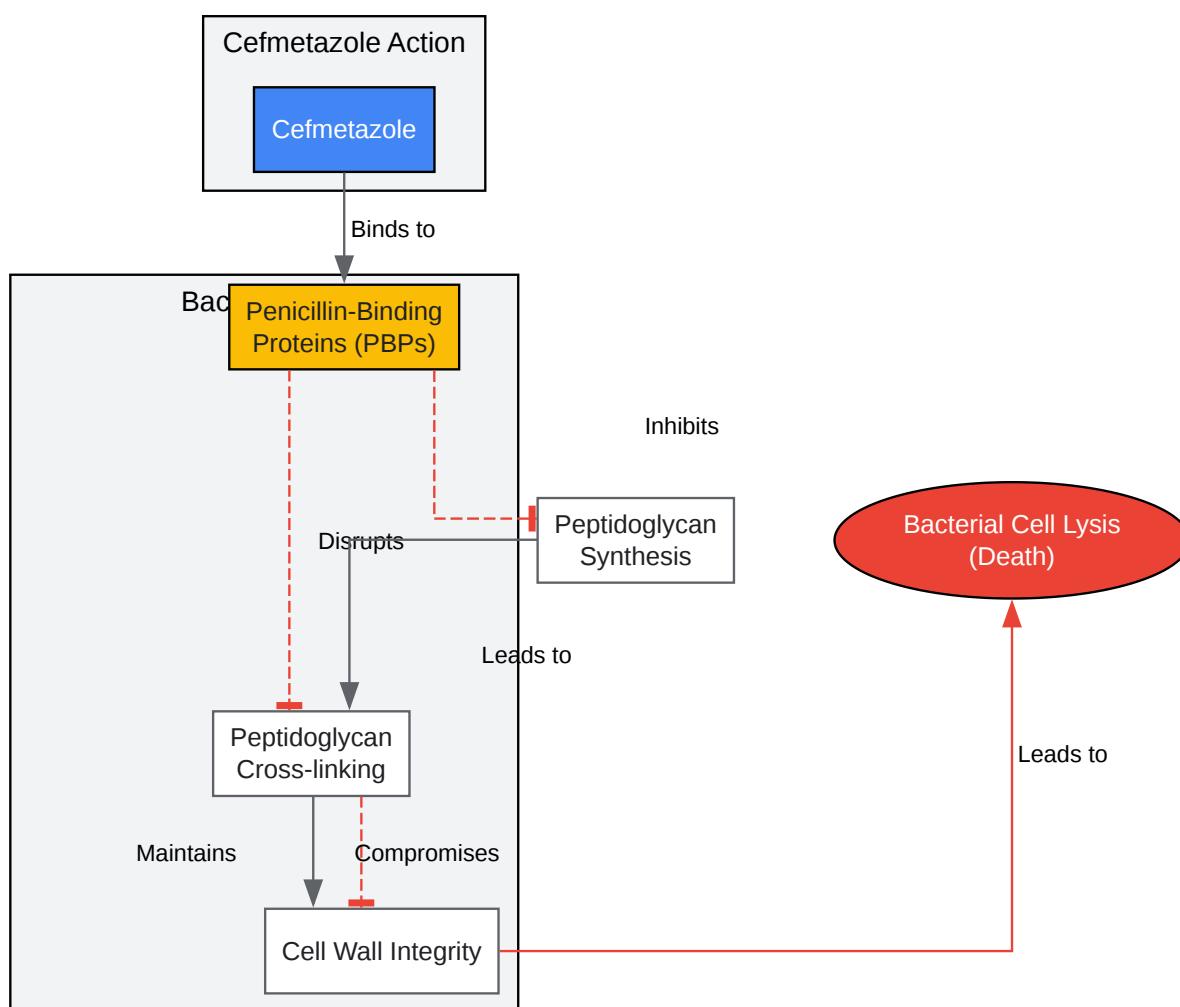 Cefmetazole Action
Cefmetazole
Binds to
Bac
Penicillin-Binding
Proteins (PBPs)
Inhibits
Peptidoglycan
Synthesis
Bacterial Cell Lysis
(Death)
Disrupts
Leads to
Peptidoglycan
Cross-linking
Leads to
Maintains
Compromises
Cell Wall Integrity